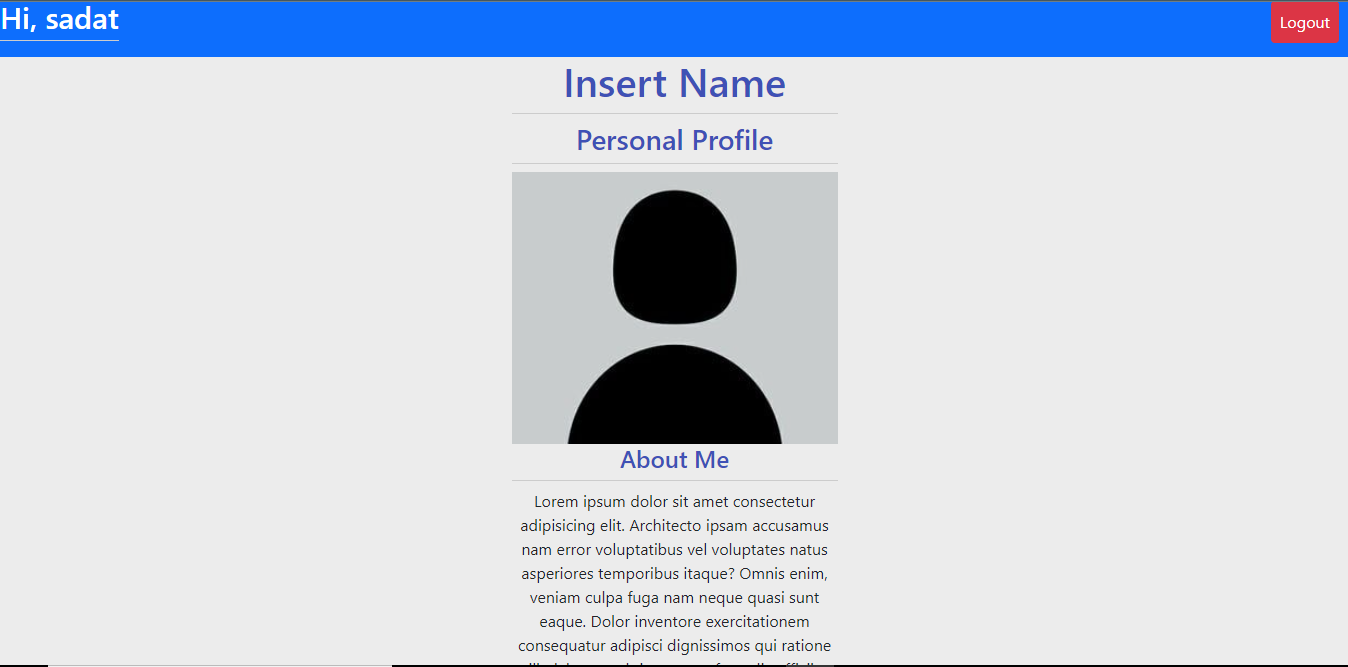 Hi, sadat
Logout
Insert Name
Personal Profile
About Me
Lorem ipsum dolor sit amet consectetur
adipisicing elit. Architecto ipsam accusamus
nam error voluptatibus vel voluptates natus
asperiores temporibus itaque? Omnis enim,
veniam culpa fuga nam neque quasi sunt
eaque. Dolor inventore exercitationem
consequatur adipisci dignissimos qui ratione